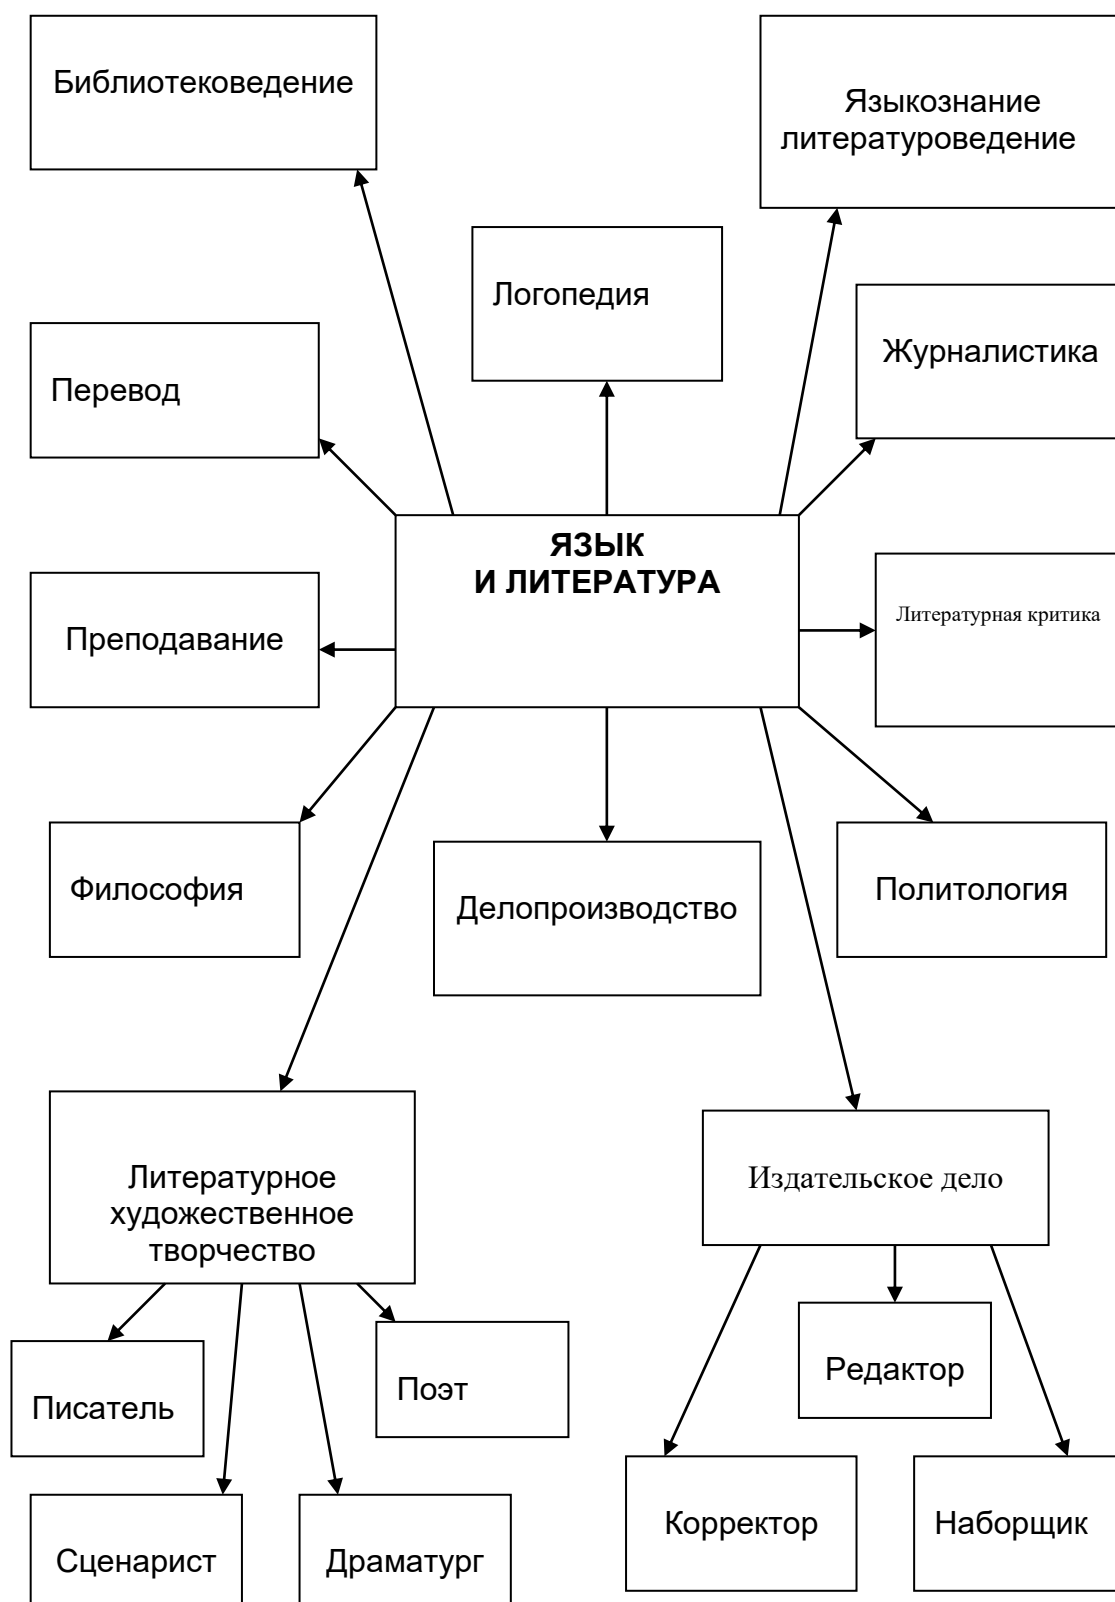 Библиотековедение
Языкознание
литературоведение
Логопедия
Журналистика
Перевод
ЯЗЫК
И ЛИТЕРАТУРА
Литературная критика
Преподавание
Философия
Делопроизводство
Политология
Литературное
художественное
творчество
Издательское дело
Писатель
Поэт
Редактор
Сценарист
Драматург
Корректор
Наборщик